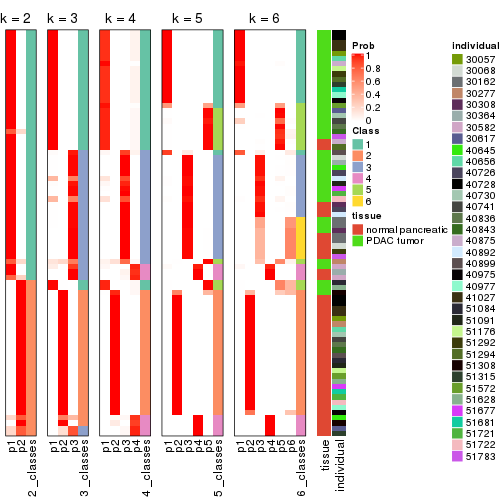 k = 2
k = 3
k = 4
k = 5
k = 6
Prob
1
0.8
0.6
0.4
0.2
0
Class
1
2
3
4
5
6
tissue
normal pancreatic
PDAC tumor
individual
30057
30068
30162
30277
30308
30364
30582
30617
40645
40656
40726
40728
40730
40741
40836
40843
40875
40892
40899
40975
40977
41027
51084
51091
51176
51292
51294
51308
51315
51572
51628
51677
51681
51721
51722
51783
p1
p2
2_classes
p1
p2
p3
3_classes
p1
p2
p3
p4
4_classes
p1
p2
p3
p4
p5
5_classes
p1
p2
p3
p4
p5
p6
6_classes
tissue
individual